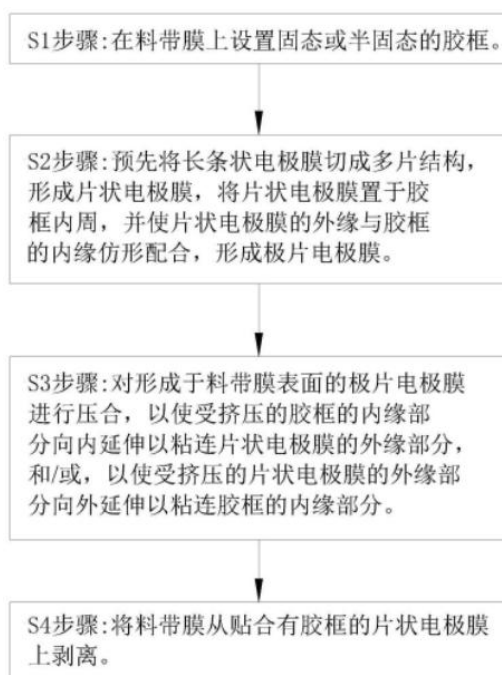 S1步骤:在料带膜上设置固态或半固态的胶框。
S2步骤:预先将长条状电极膜切成多片结构，
形成片状电极膜，将片状电极膜置于胶
框内周，并使片状电极膜的外缘与胶框
的内缘仿形配合，形成极片电极膜。
S3步骤:对形成于料带膜表面的极片电极膜
进行压合，以使受挤压的胶框的内缘部
分向内延伸以粘连片状电极膜的外缘部分，
和/或，以使受挤压的片状电极膜的外缘部
分向外延伸以粘连胶框的内缘部分。
S4步骤:将料带膜从贴合有胶框的片状电极膜
上剥离。